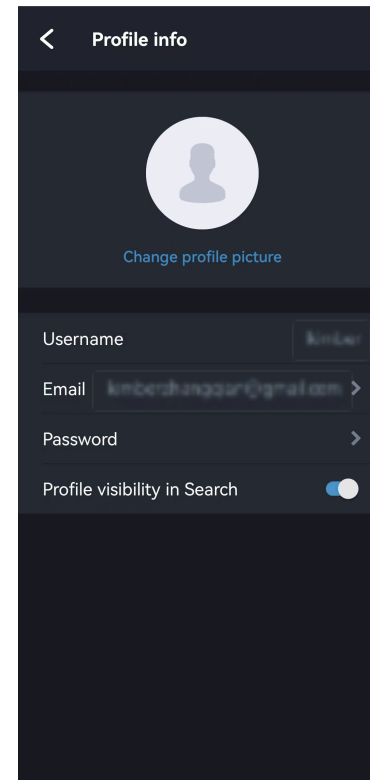 Profile info
Change profile picture
Username
Email
Password
Profile visibility in Search